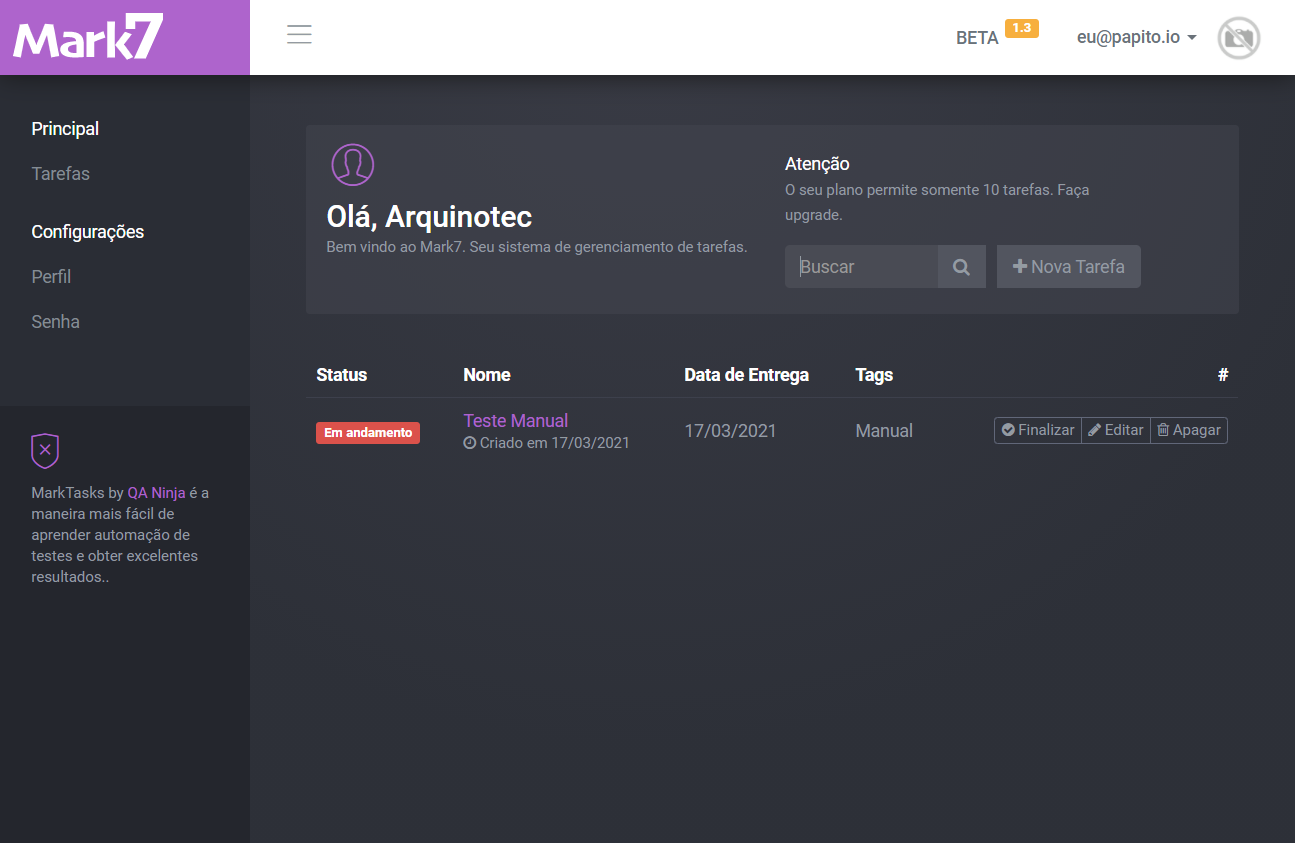 Mark7
BETA 1.3
eu@papito.io
Principal
Tarefas
Configurações
Perfil
Senha
MarkTasks by QA Ninja é a
maneira mais fácil de
aprender automação de
testes e obter excelentes
resultados..
Olá, Arquinotec
Bem vindo ao Mark7. Seu sistema de gerenciamento de tarefas.
Atenção
O seu plano permite somente 10 tarefas. Faça
upgrade.
Buscar
Nova Tarefa
Status Nome Data de Entrega Tags #
Em andamento
Teste Manual
Criado em 17/03/2021
17/03/2021
Manual
Finalizar Editar Apagar